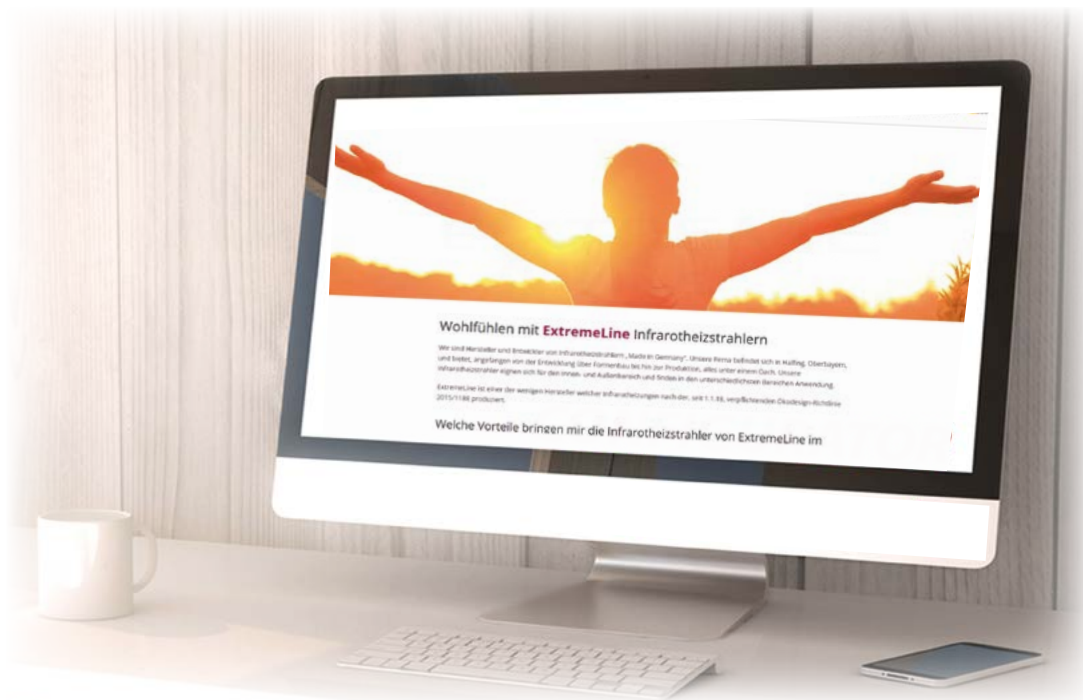 Wohlfühlen mit ExtremeLine Infrarotheizstrahlern
Wir sind Hersteller und Entwickler von Infrarotheizstrahlern „Made in Germany“. Unsere Firma befindet sich in Halfing, Oberbayern,
und bietet, angefangen von der Entwicklung über Formenbau bis hin zur Produktion, alles unter einem Dach. Unsere
Infrarotheizstrahler eignen sich für den Innen- und Außenbereich und finden in den unterschiedlichsten Bereichen Anwendung.
ExtremeLine ist einer der wenigen Hersteller welcher Infrarotheizungen nach der, seit 1.1.18, verpflichtenden Ökodesign-Richtlinie
2015/1188 produziert.
Welche Vorteile bringen mir die Infrarotheizstrahler von ExtremeLine im